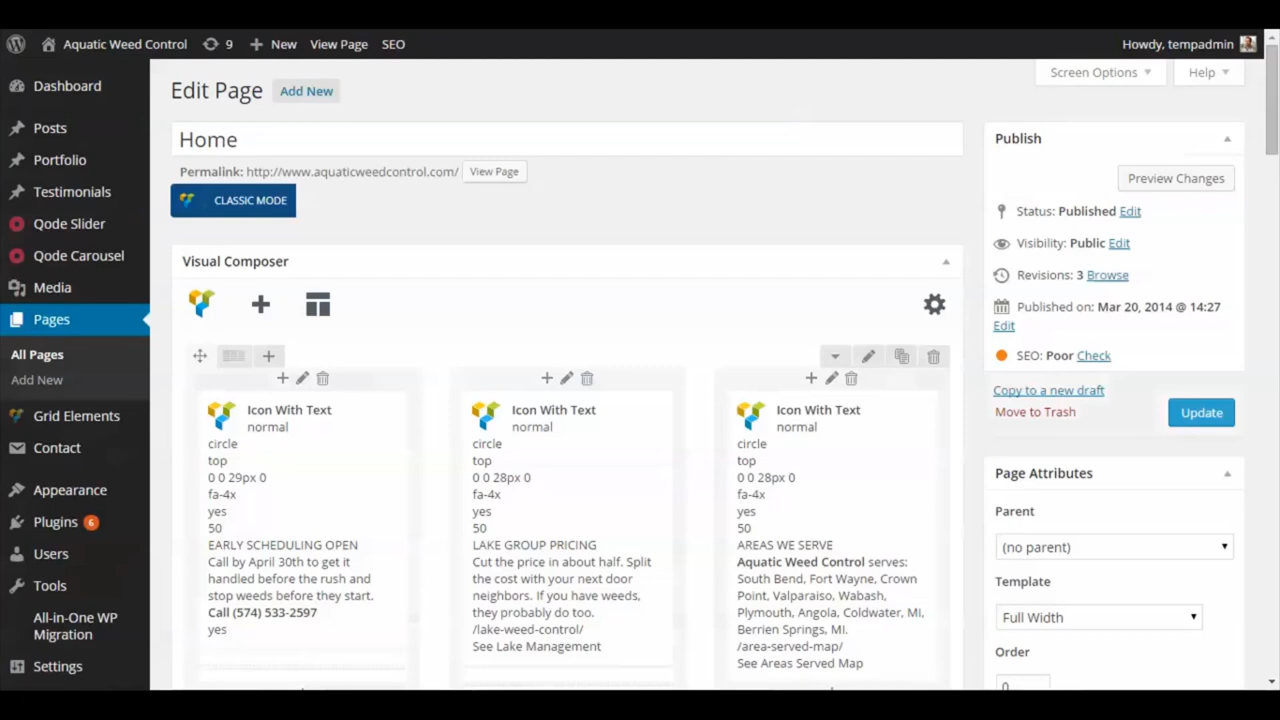 Aquatic Weed Control 9 New View Page SEO Howdy, tempadmin
Dashboard
Posts
Portfolio
Testimonials
Qode Slider
Qode Carousel
Media
Pages
All Pages
Add New
Grid Elements
Contact
Appearance
Plugins 6
Users
Tools
All-in-One WP
Migration
Settings
Screen Options Help
Edit Page Add New
Home
Permalink: http://www.aquaticweedcontrol.com/ View Page
CLASSIC MODE
Visual Composer
Icon With Text
normal
circle
top
0 0 29px 0
fa-4x
yes
50
EARLY SCHEDULING OPEN
Call by April 30th to get it
handled before the rush and
stop weeds before they start.
Call (574) 533-2597
yes
Icon With Text
normal
circle
top
0 0 28px 0
fa-4x
yes
50
LAKE GROUP PRICING
Cut the price in about half. Split
the cost with your next door
neighbors. If you have weeds,
they probably do too.
/lake-weed-control/
See Lake Management
Icon With Text
normal
circle
top
0 0 28px 0
fa-4x
yes
50
AREAS WE SERVE
Aquatic Weed Control serves:
South Bend, Fort Wayne, Crown
Point, Valparaiso, Wabash,
Plymouth, Angola, Coldwater, MI,
Berrien Springs, MI.
/area-served-map/
See Areas Served Map
Publish
Preview Changes
Status: Published Edit
Visibility: Public Edit
Revisions: 3 Browse
Published on: Mar 20, 2014 @ 14:27
Edit
SEO: Poor Check
Copy to a new draft
Move to Trash
Update
Page Attributes
Parent
(no parent)
Template
Full Width
Order
0